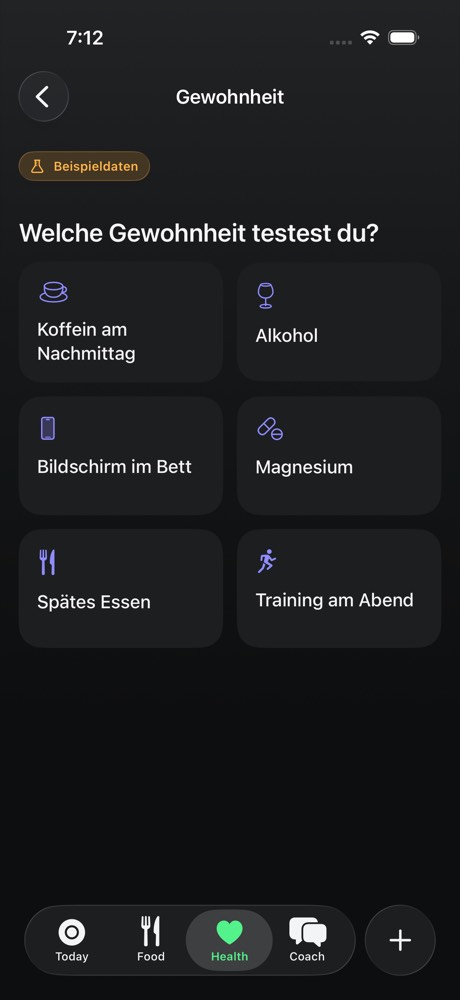 7:12
Gewohnheit
Beispieldaten
Welche Gewohnheit testest du?
Koffein am
Nachmittag
Alkohol
Bildschirm im Bett
Magnesium
Spätes Essen
Training am Abend
Today
Food
Health
Coach